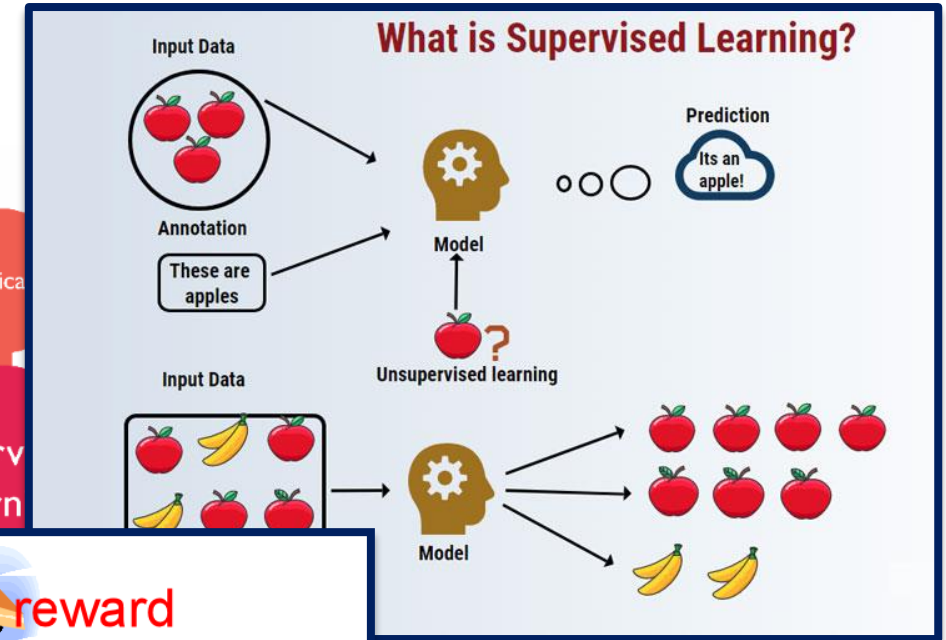 What is Supervised Learning?
Input Data
Prediction
Its an
apple!
Annotation
These are
apples
Model
?
Unsupervised learning
Input Data
Model
reward